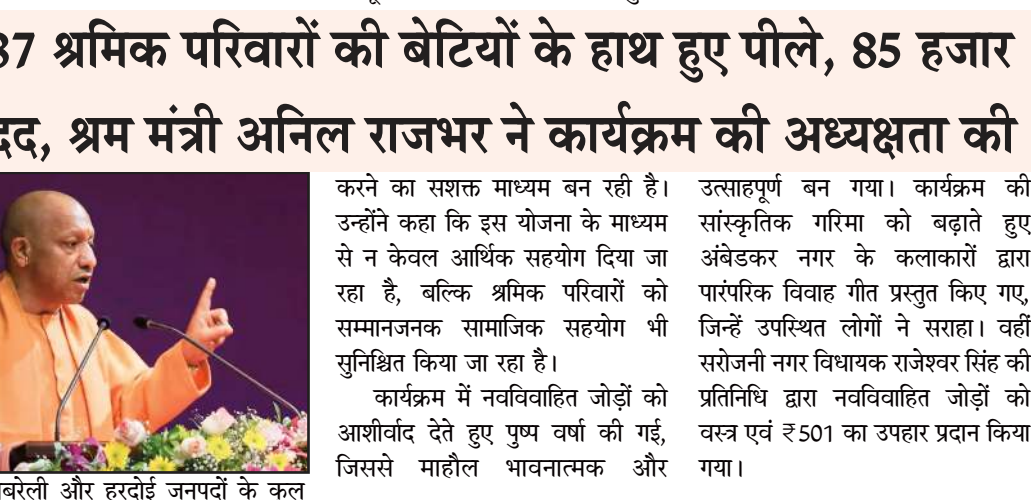 87 श्रमिक परिवारों की बेटियों के हाथ हुए पीले, 85 हजार
श्रम मंत्री अनिल राजभर ने कार्यक्रम की अध्यक्षता की
और हरदोई जनपदों के कुल
करने का सशक्त माध्यम बन रही है।
उन्होंने कहा कि इस योजना के माध्यम
से न केवल आर्थिक सहयोग दिया जा
रहा है, बल्कि श्रमिक परिवारों को
सम्मानजनक सामाजिक सहयोग भी
सुनिश्चित किया जा रहा है।
कार्यक्रम में नवविवाहित जोड़ों को
आशीर्वाद देते हुए पुष्प वर्षा की गई,
जिससे माहौल भावनात्मक और
उत्साहपूर्ण बन गया। कार्यक्रम की
सांस्कृतिक गरिमा को बढ़ाते हुए
अंबेडकर नगर के कलाकारों द्वारा
पारंपरिक विवाह गीत प्रस्तुत किए गए,
जिन्हें उपस्थित लोगों ने सराहा। वहीं
सरोजनी नगर विधायक राजेश्वर सिंह की
प्रतिनिधि द्वारा नवविवाहित जोड़ों को
वस्त्र एवं ₹501 का उपहार प्रदान किया
गया।